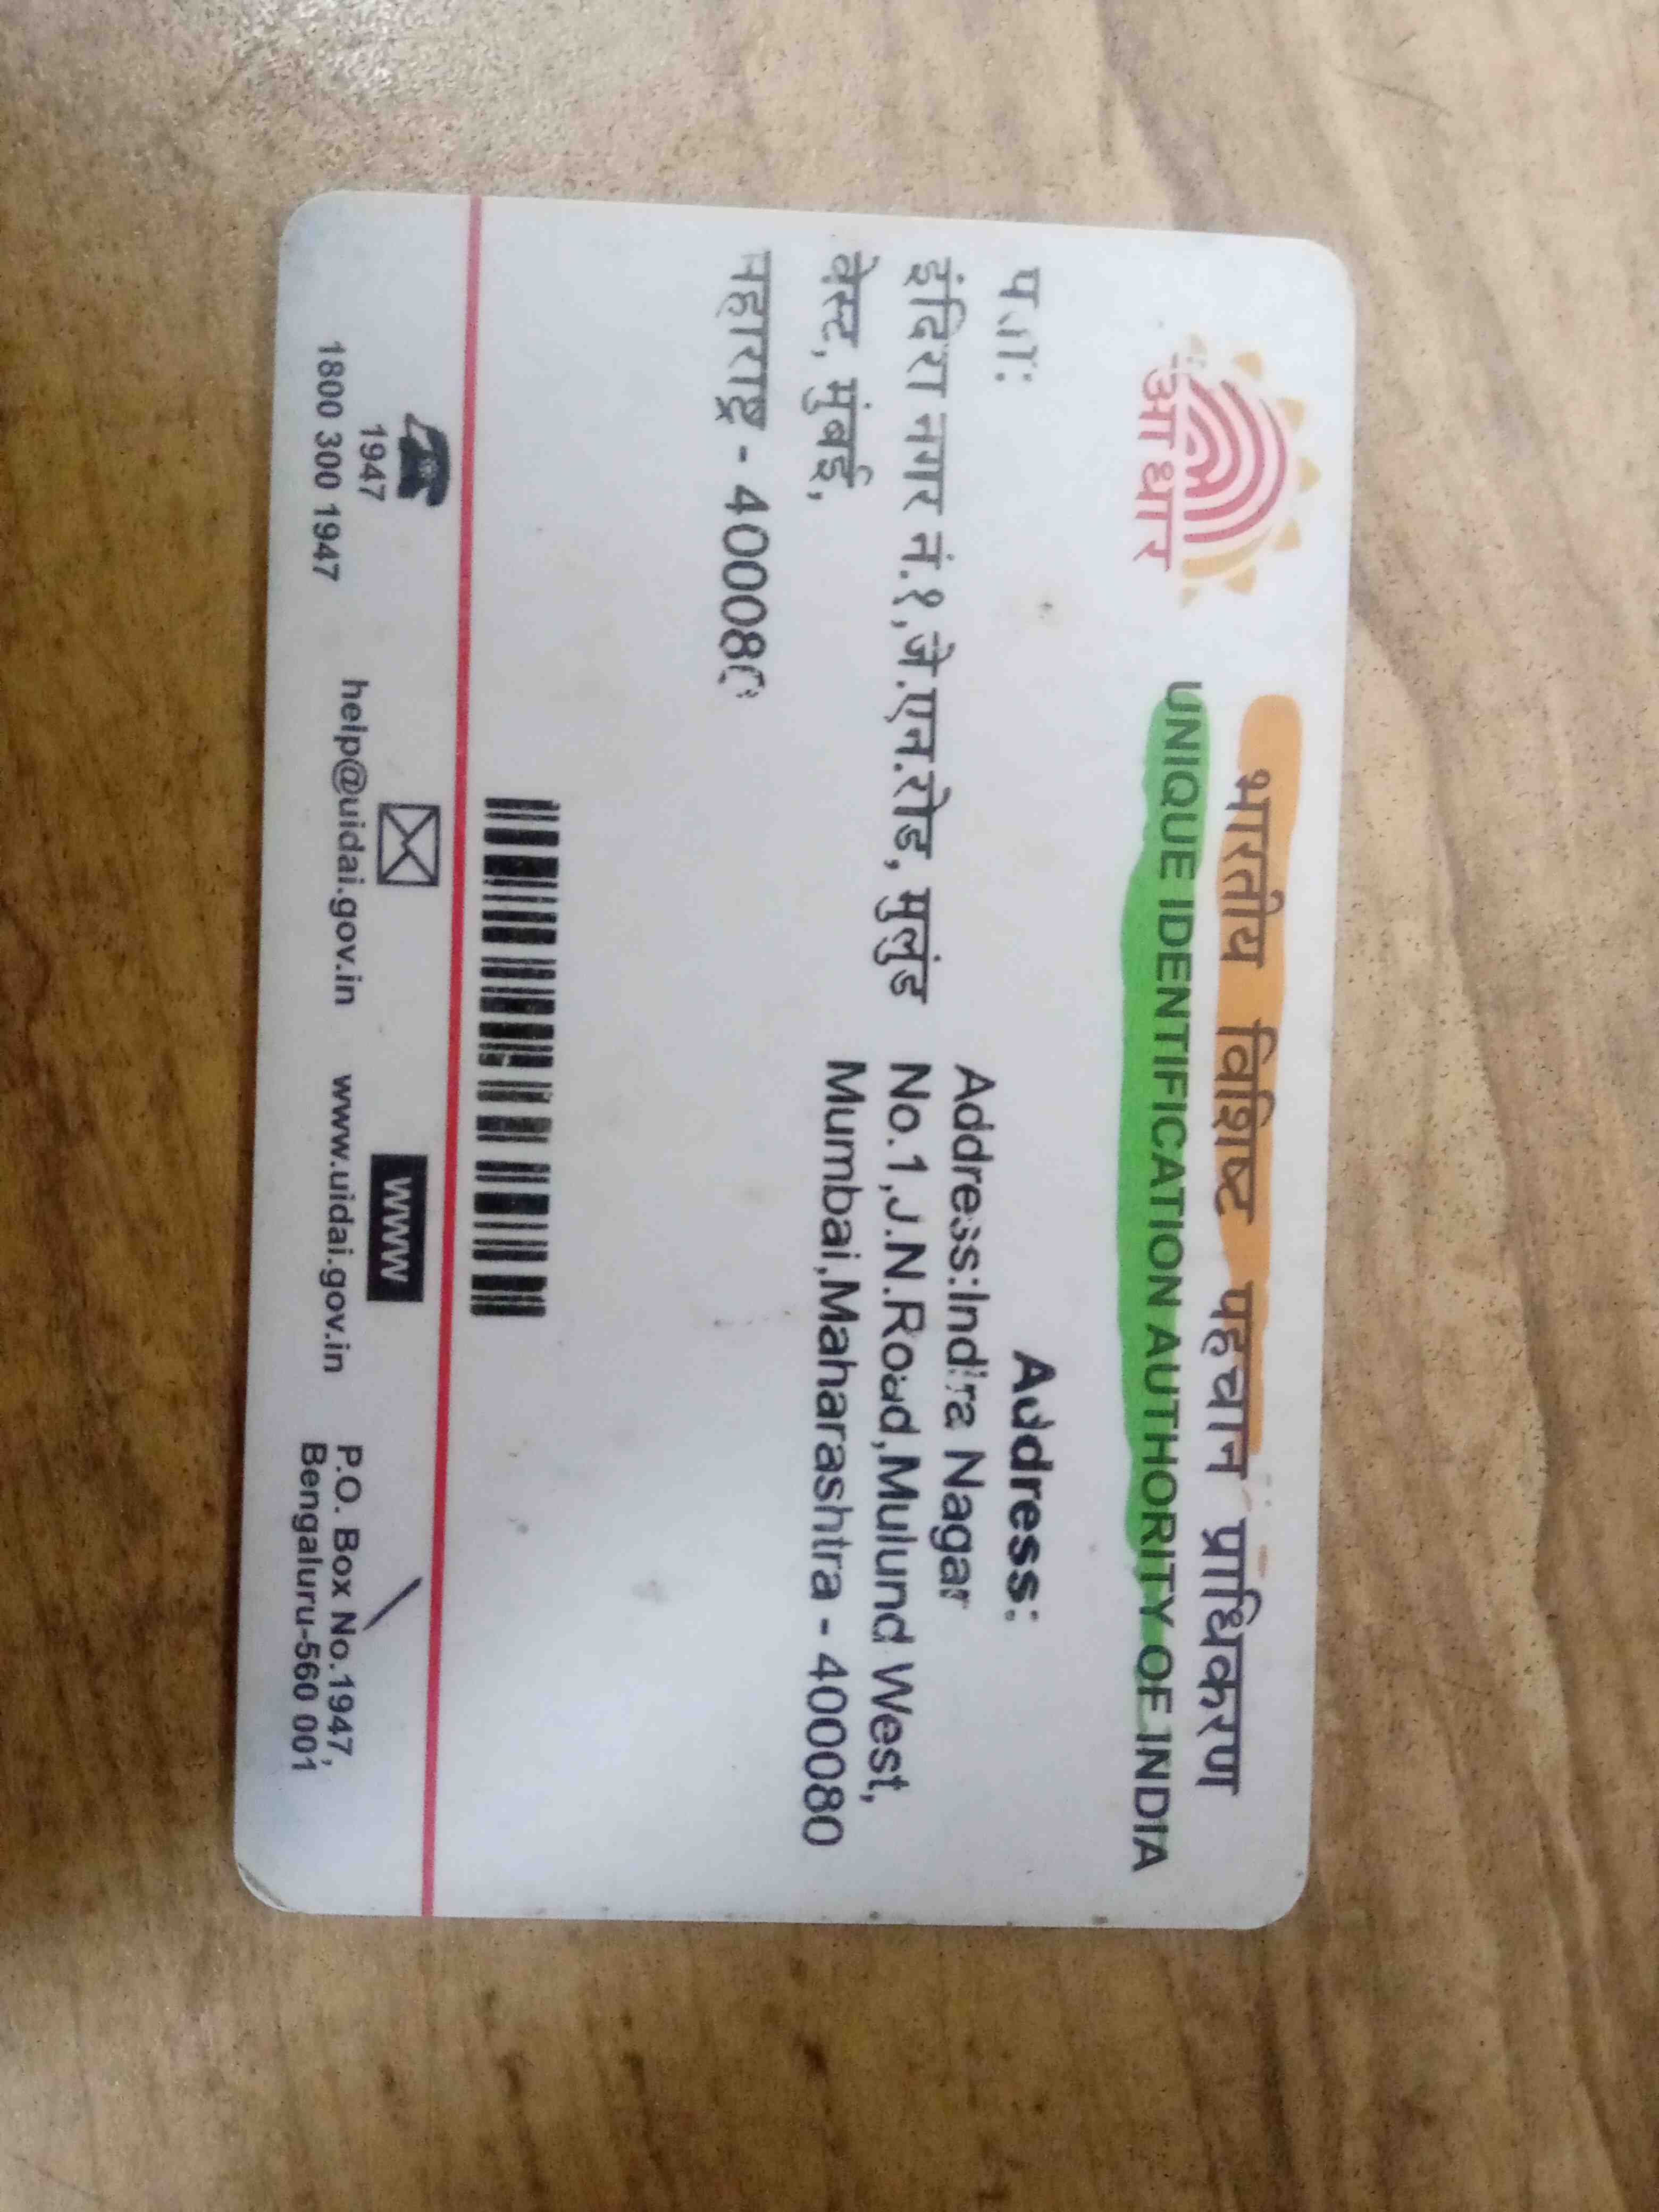 आधार
भारतीय विशिष्ट पहचान प्राधिकरण
UNIQUE IDENTIFICATION AUTHORITY OF INDIA
पता:
इंदिरा नगर नं.१,जे.एन.रोड, मुलुंड
वेस्ट, मुंबई,
महाराष्ट्र - 400080
Address:
Address:Indira Nagar
No.1,J.N.Road,Mulund West,
Mumbai,Maharashtra - 400080
1947
1800 300 1947
help@uidai.gov.in
www
www.uidai.gov.in
P.O. Box No.1947,
Bengaluru-560 001